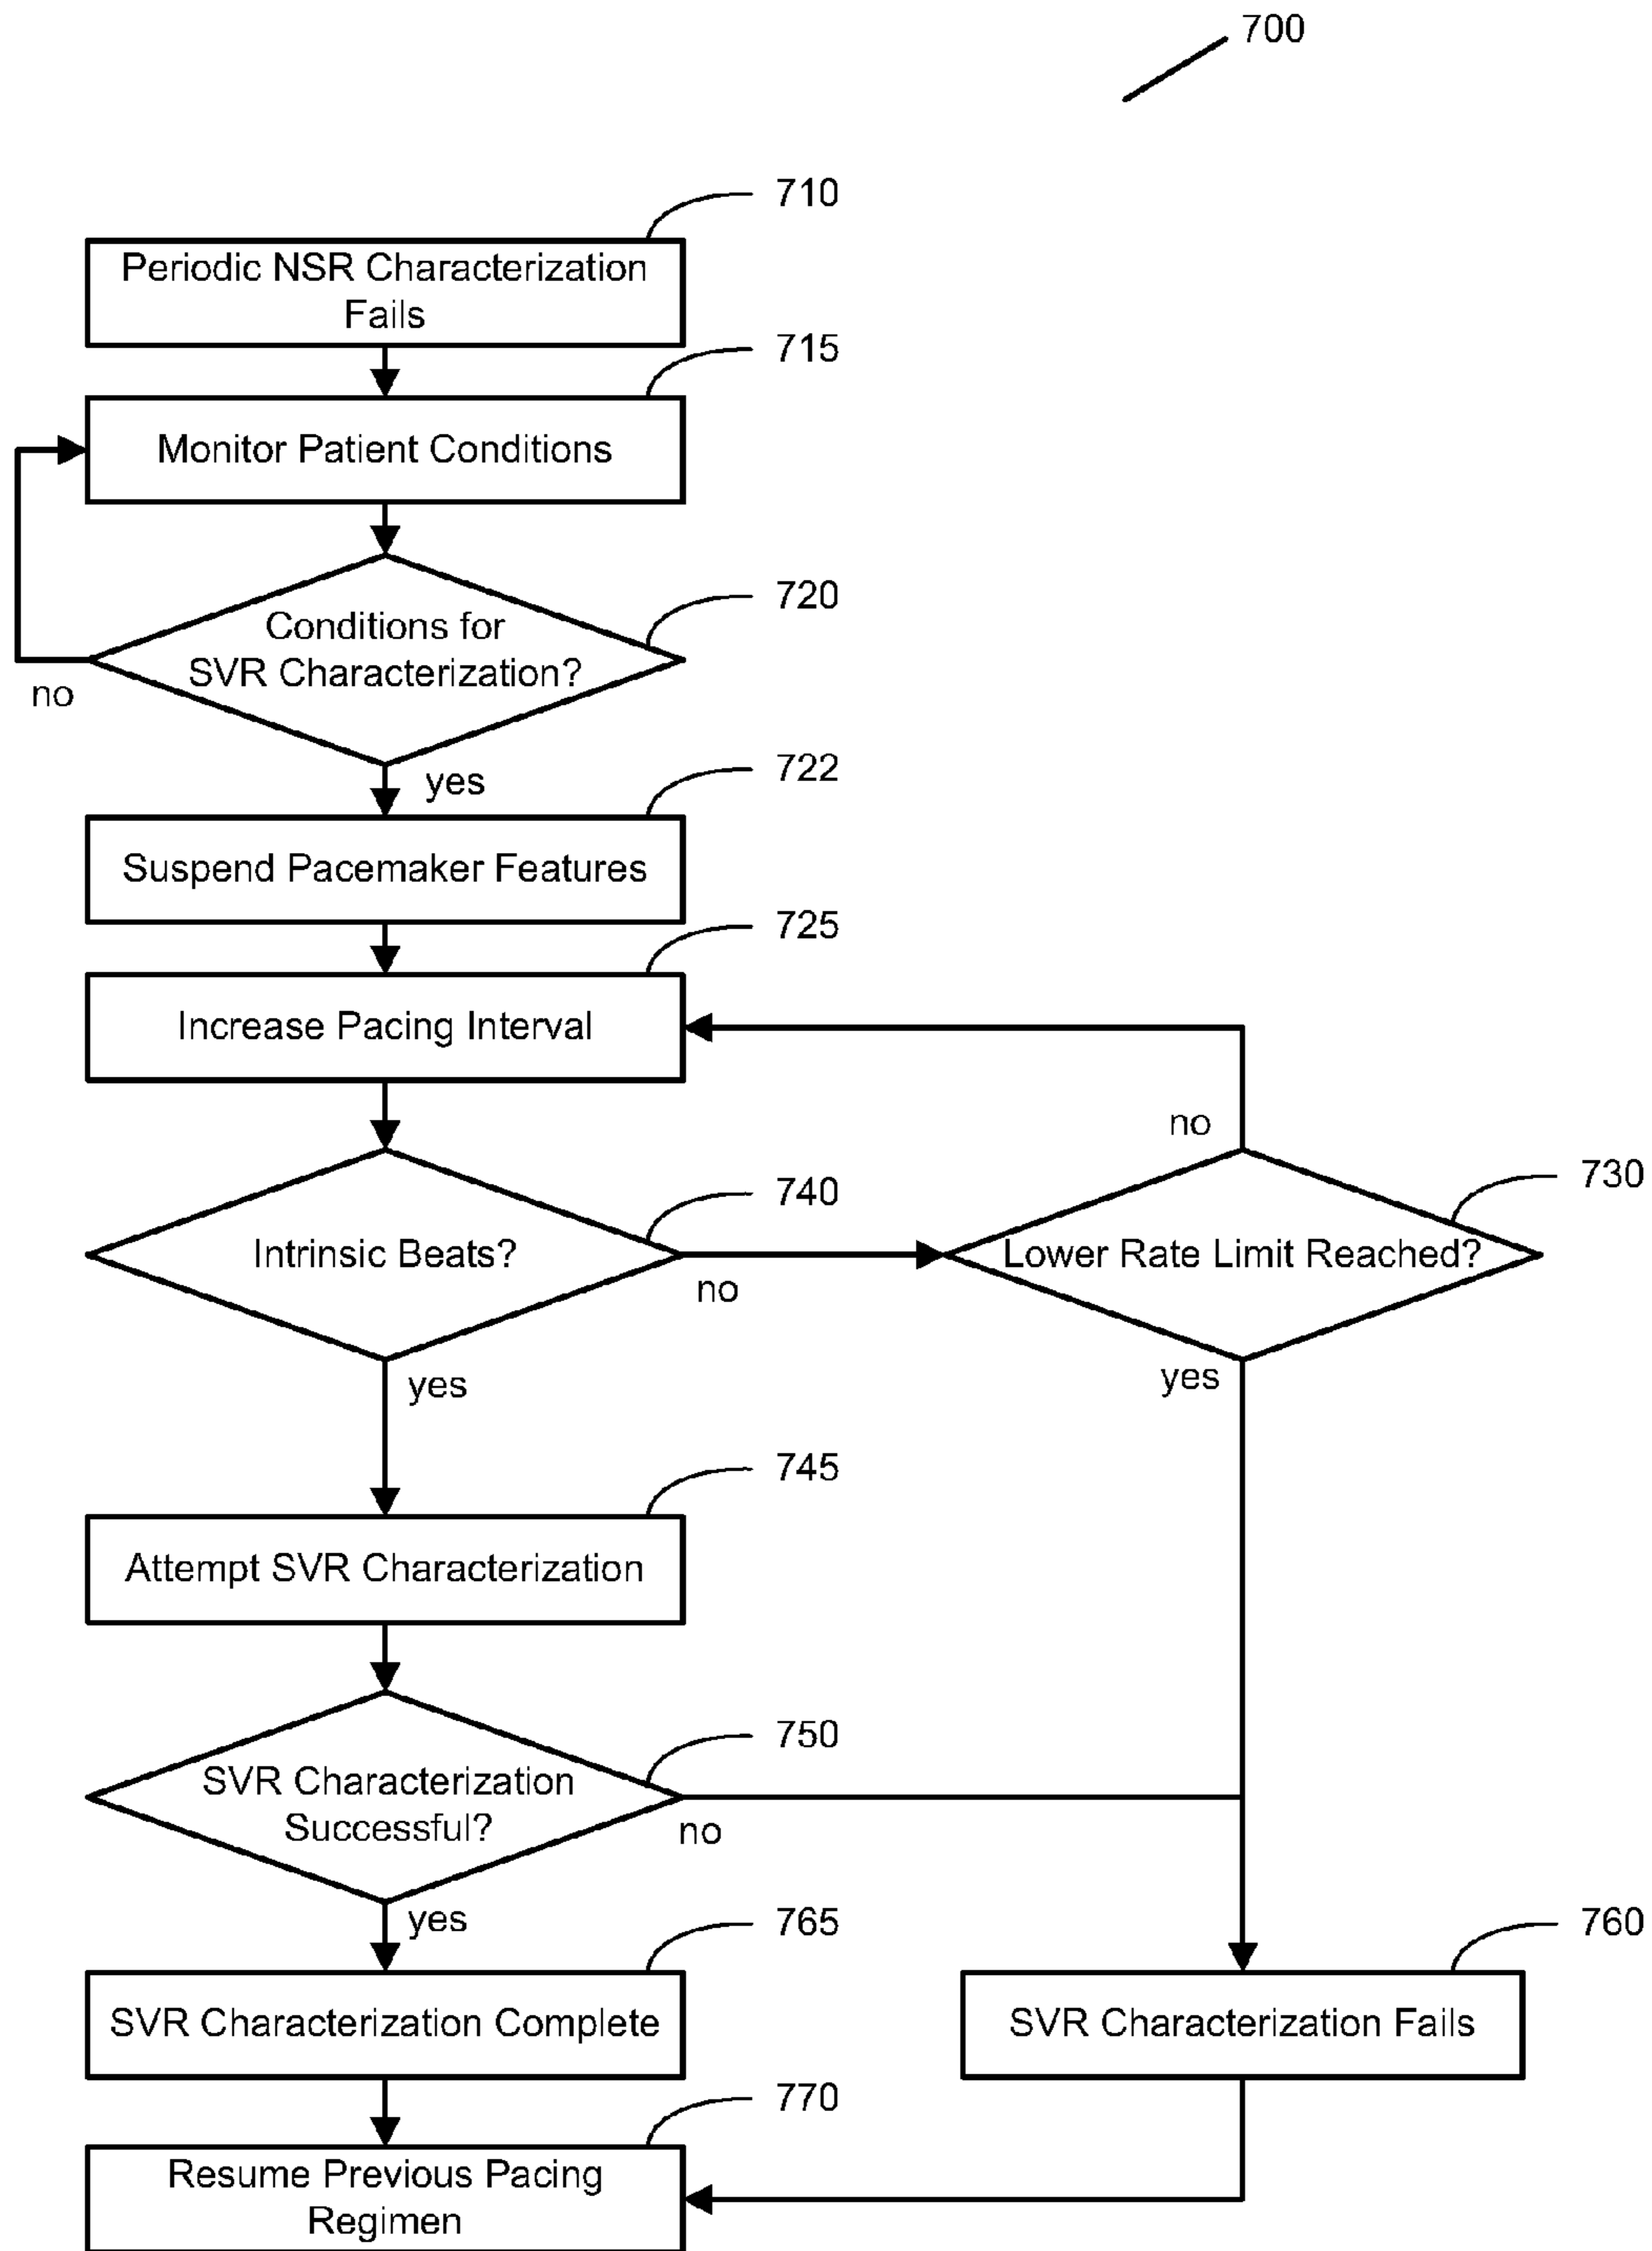 700
710
Periodic NSR Characterization
Fails
715
Monitor Patient Conditions
720
Conditions for
SVR Characterization?
no
yes
722
Suspend Pacemaker Features
725
Increase Pacing Interval
no
730
740
Intrinsic Beats?
Lower Rate Limit Reached?
no
yes
yes
745
Attempt SVR Characterization
750
SVR Characterization
Successful?
no
yes
765
760
SVR Characterization Complete
SVR Characterization Fails
770
Resume Previous Pacing
Regimen